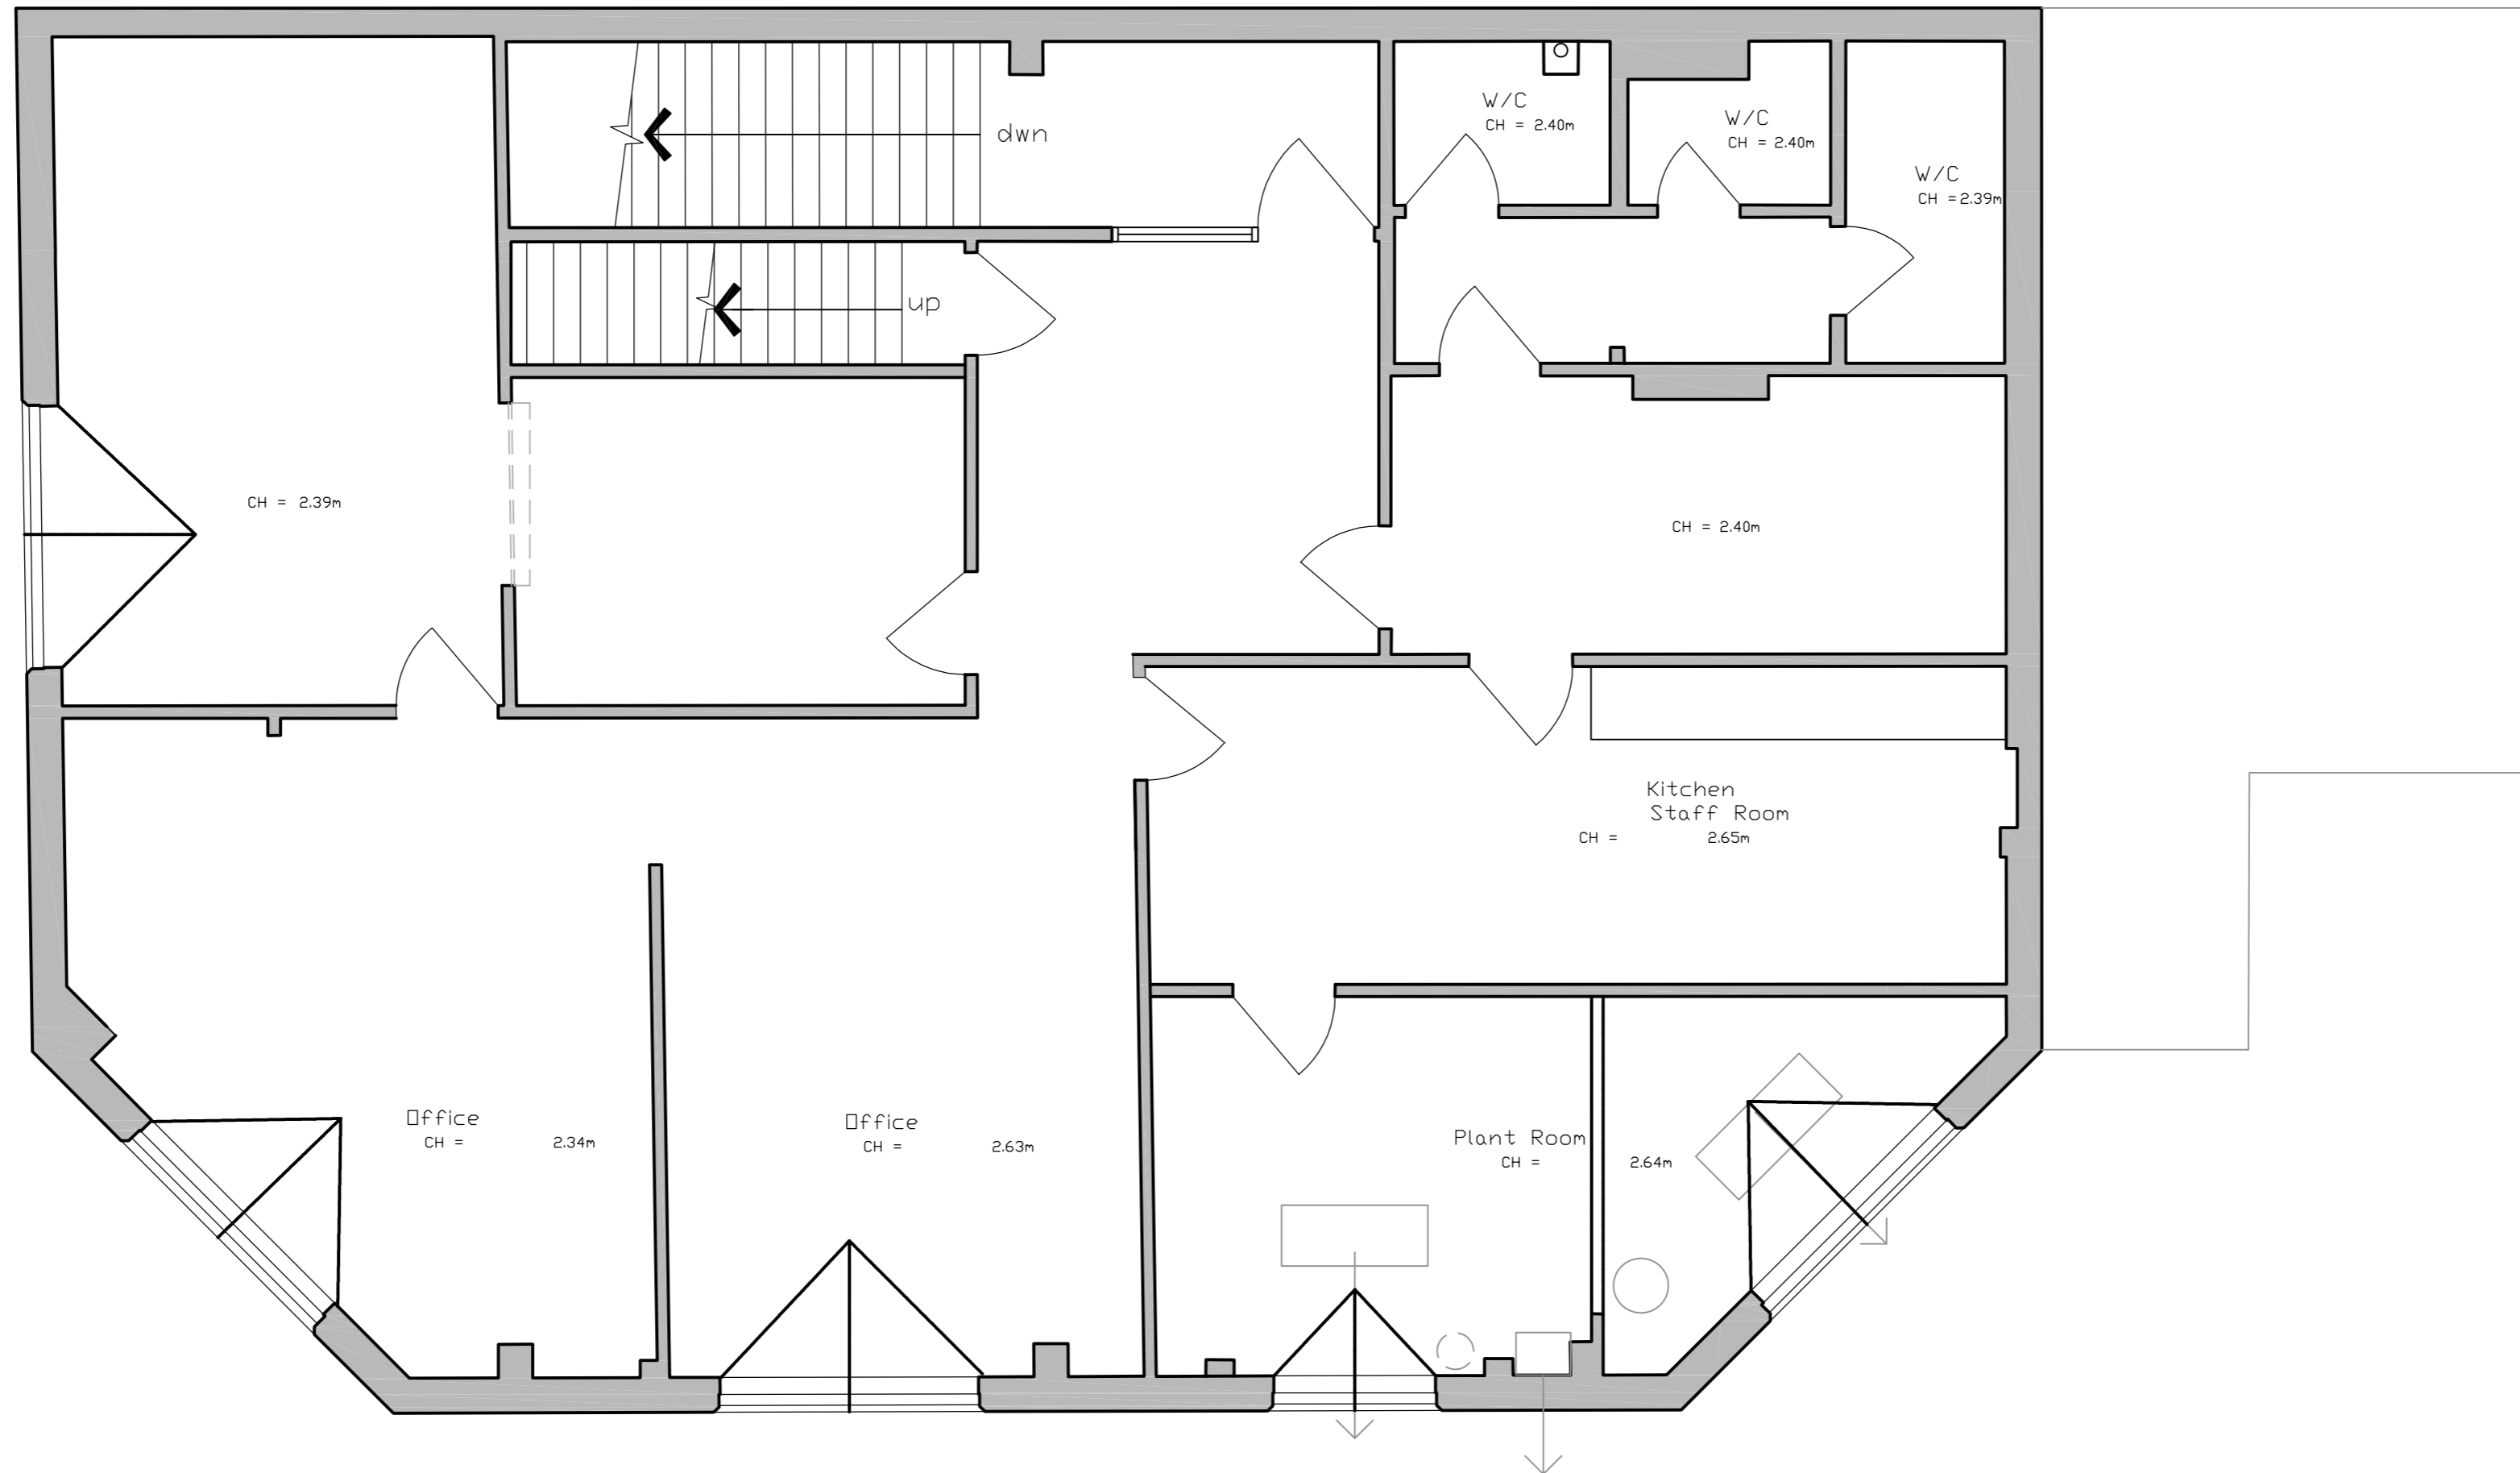 dwn
W/C
CH = 2.40m
W/C
CH = 2.40m
W/C
CH =2.39m
up
CH = 2.39m
CH = 2.40m
Kitchen
Staff Room
CH = 2.65m
Office
CH = 2.34m
Office
CH = 2.63m
Plant Room
CH = 2.64m